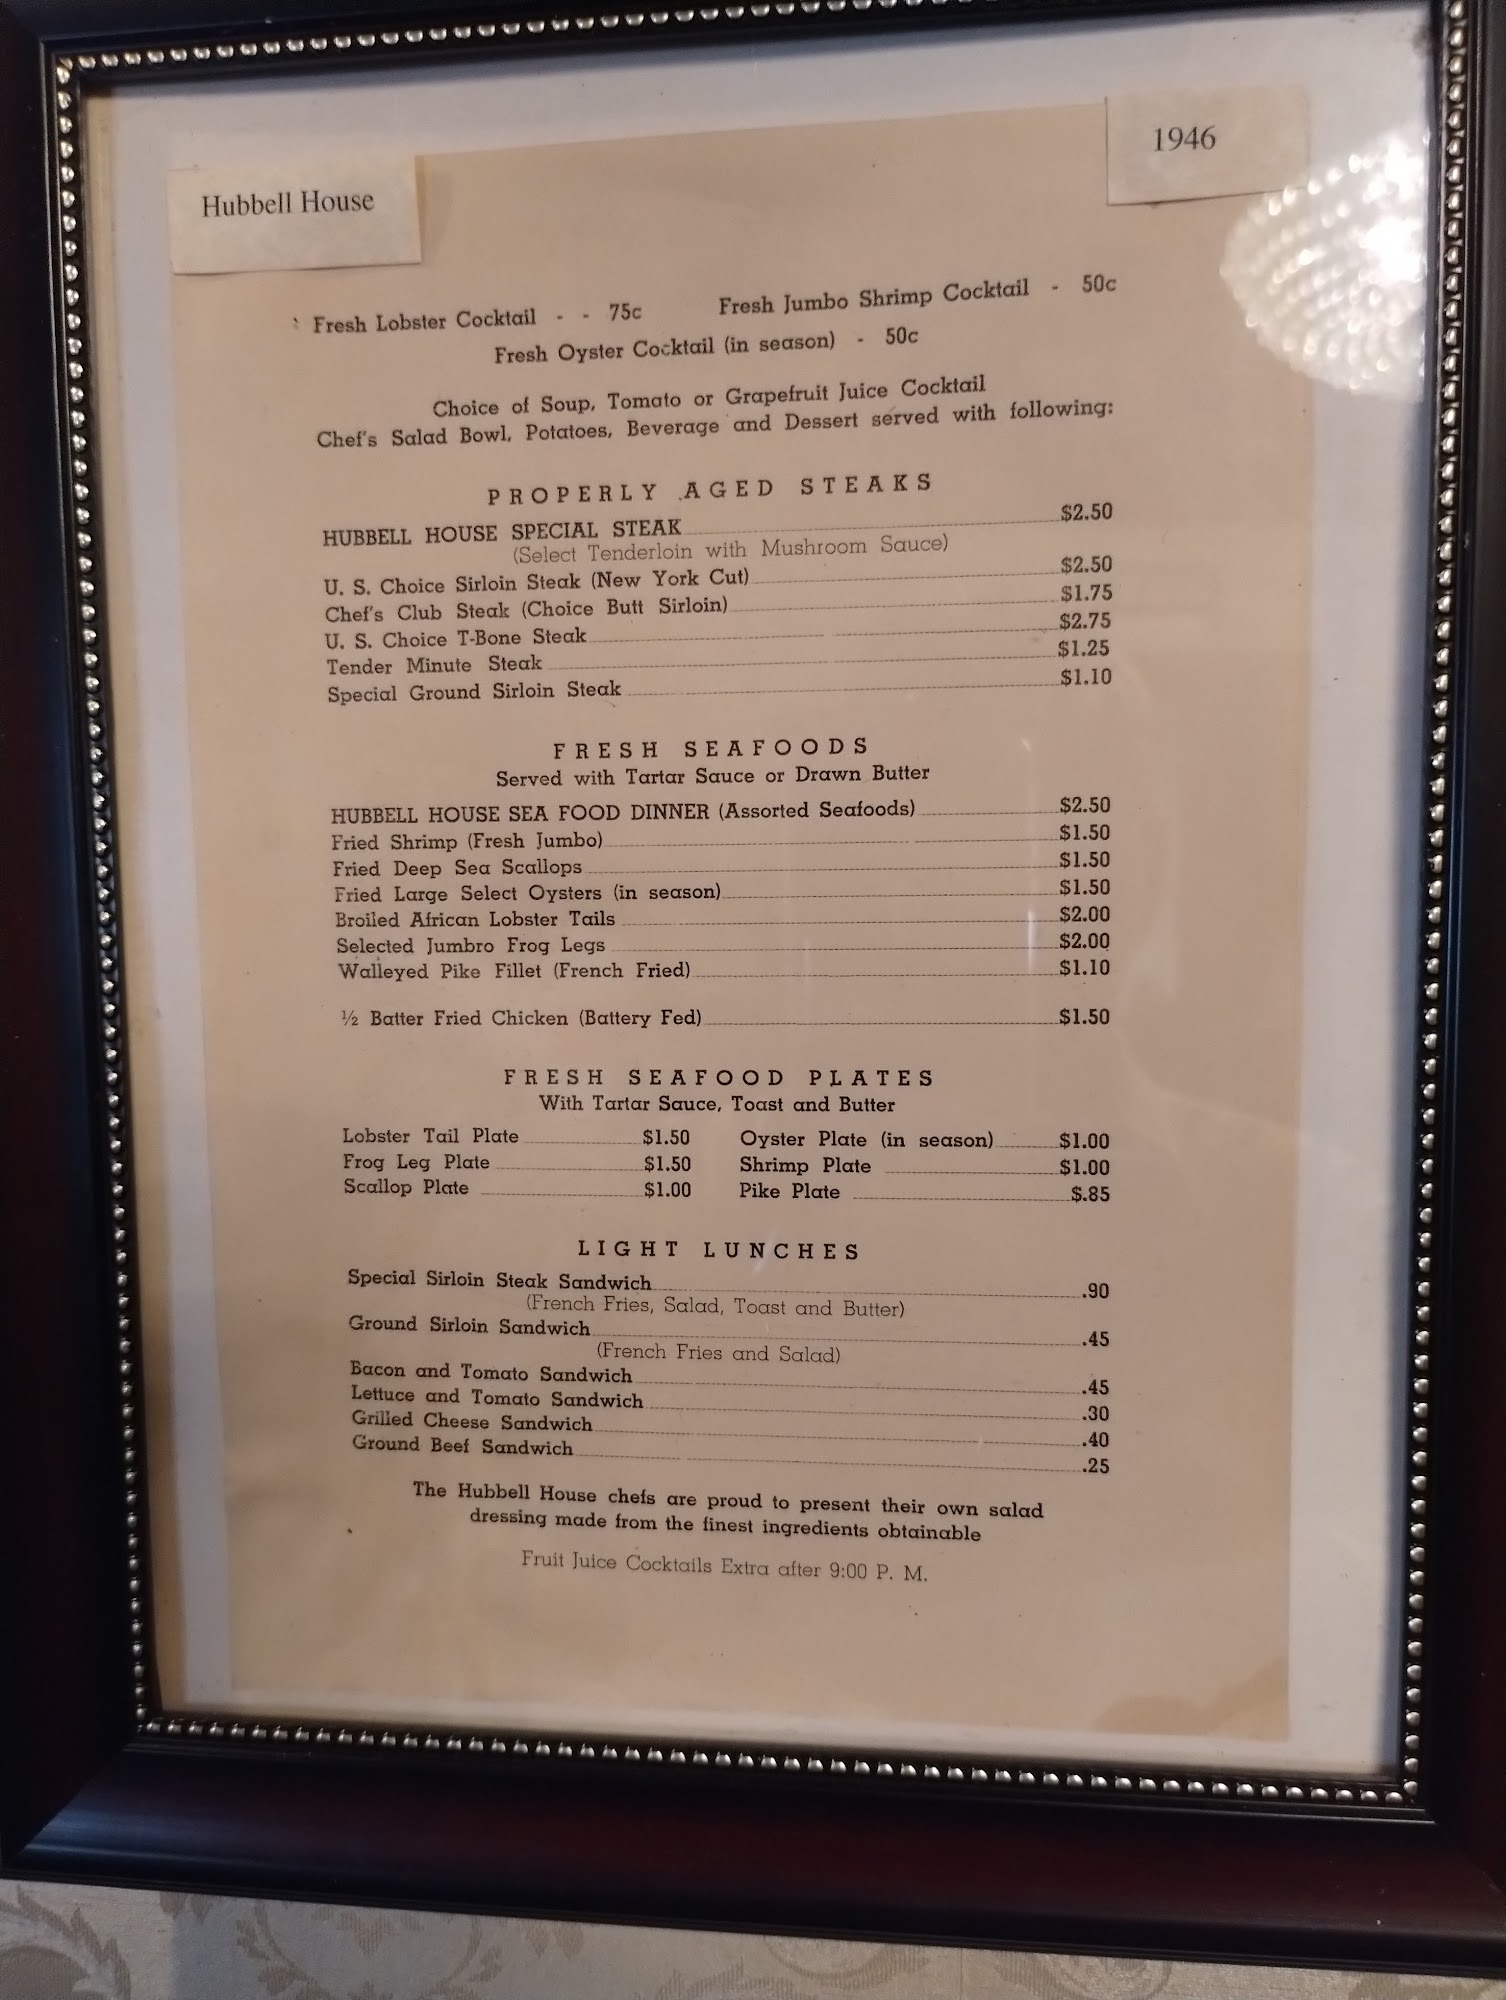 Hubbell House
1946
Fresh Lobster Cocktail - - 75c Fresh Jumbo Shrimp Cocktail - 50c
Fresh Oyster Cocktail (in season) - 50c
Choice of Soup, Tomato or Grapefruit Juice Cocktail
Chef's Salad Bowl, Potatoes, Beverage and Dessert served with following:
PROPERLY AGED STEAKS
HUBBELL HOUSE SPECIAL STEAK $2.50
(Select Tenderloin with Mushroom Sauce)
U. S. Choice Sirloin Steak (New York Cut) $2.50
Chef's Club Steak (Choice Butt Sirloin) $1.75
U. S. Choice T-Bone Steak $2.75
Tender Minute Steak $1.25
Special Ground Sirloin Steak $1.10
FRESH SEAFOODS
Served with Tartar Sauce or Drawn Butter
HUBBELL HOUSE SEA FOOD DINNER (Assorted Seafoods) $2.50
Fried Shrimp (Fresh Jumbo) $1.50
Fried Deep Sea Scallops $1.50
Fried Large Select Oysters (in season) $1.50
Broiled African Lobster Tails $2.00
Selected Jumbro Frog Legs $2.00
Walleyed Pike Fillet (French Fried) $1.10
½ Batter Fried Chicken (Battery Fed) $1.50
FRESH SEAFOOD PLATES
With Tartar Sauce, Toast and Butter
Lobster Tail Plate $1.50 Oyster Plate (in season) $1.00
Frog Leg Plate $1.50 Shrimp Plate $1.00
Scallop Plate $1.00 Pike Plate $.85
LIGHT LUNCHES
Special Sirloin Steak Sandwich .90
(French Fries, Salad, Toast and Butter)
Ground Sirloin Sandwich .45
(French Fries and Salad)
Bacon and Tomato Sandwich .45
Lettuce and Tomato Sandwich .30
Grilled Cheese Sandwich .40
Ground Beef Sandwich .25
The Hubbell House chefs are proud to present their own salad
dressing made from the finest ingredients obtainable
Fruit Juice Cocktails Extra after 9:00 P. M.